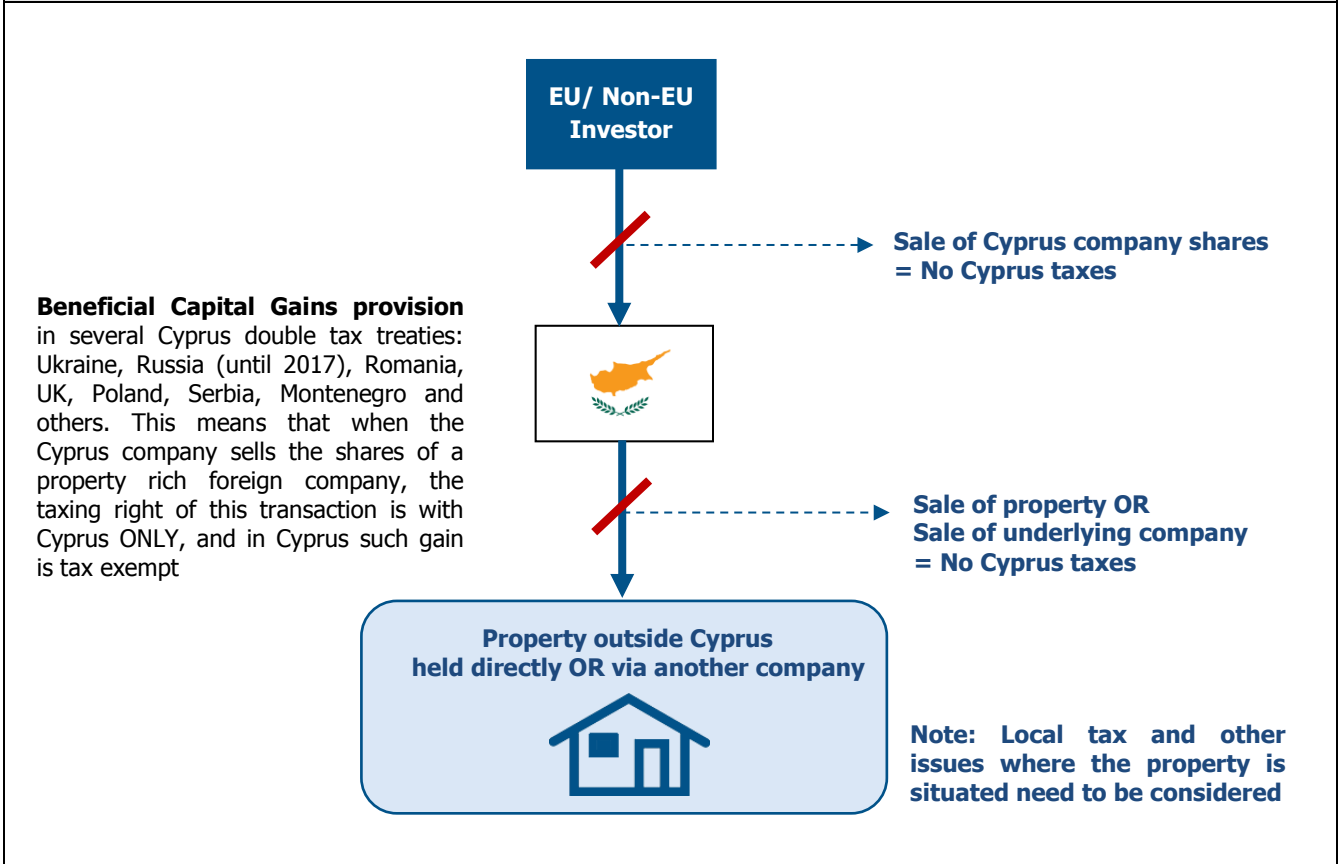 EU/ Non-EU
Investor
Sale of Cyprus company shares
= No Cyprus taxes
Beneficial Capital Gains provision
in several Cyprus double tax treaties:
Ukraine, Russia (until 2017), Romania,
UK, Poland, Serbia, Montenegro and
others. This means that when the
Cyprus company sells the shares of a
property rich foreign company, the
taxing right of this transaction is with
Cyprus ONLY, and in Cyprus such gain
is tax exempt
Sale of property OR
Sale of underlying company
= No Cyprus taxes
Property outside Cyprus
held directly OR via another company
Note: Local tax and other
issues where the property is
situated need to be considered